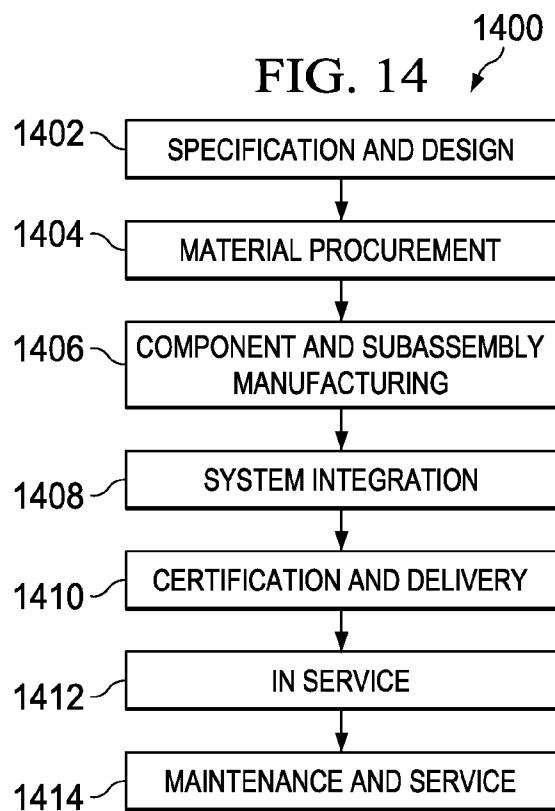 1400
FIG. 14
1402
SPECIFICATION AND DESIGN
1404
MATERIAL PROCUREMENT
1406
COMPONENT AND SUBASSEMBLY
MANUFACTURING
1408
SYSTEM INTEGRATION
1410
CERTIFICATION AND DELIVERY
1412
IN SERVICE
1414
MAINTENANCE AND SERVICE